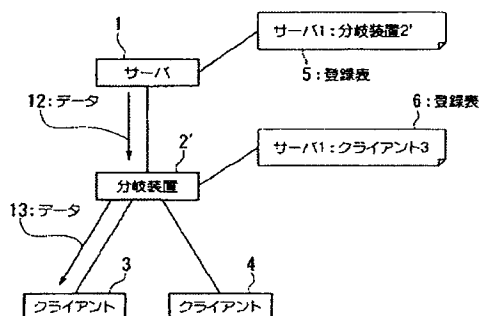 1
サーバ
サーバ1:分岐装置2'
5:登録表
12:データ
6:登録表
サーバ1:クライアント3
2'
分岐装置
13:データ
3
クライアント
4
クライアント